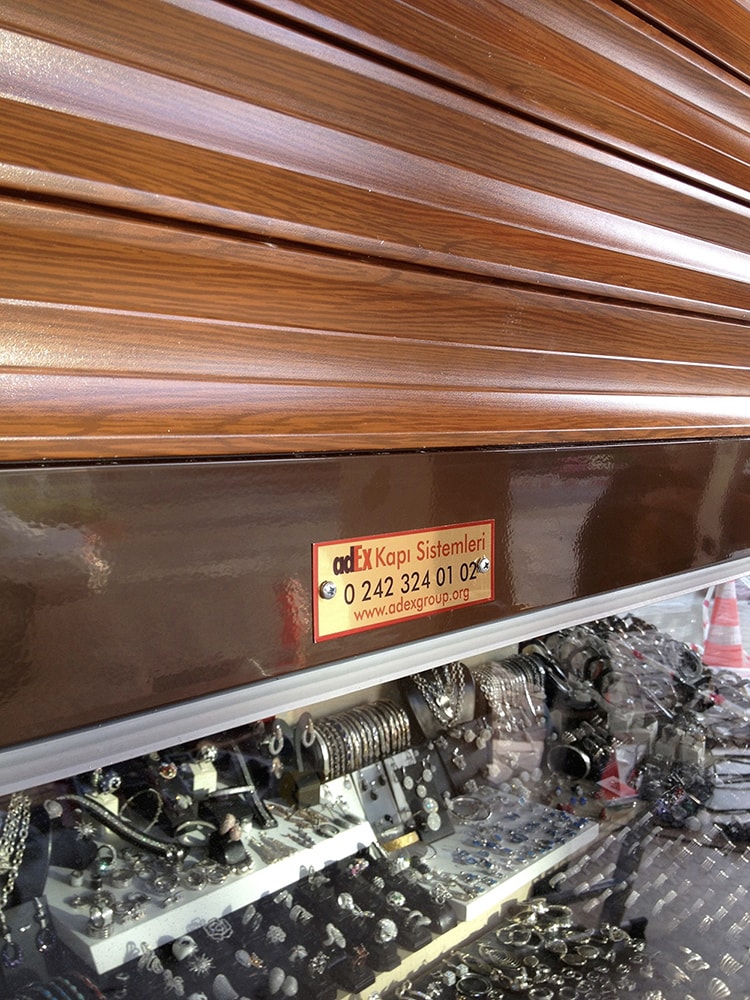 adEX Kapı Sistemleri
0 242 324 01 02
www.adexgroup.org